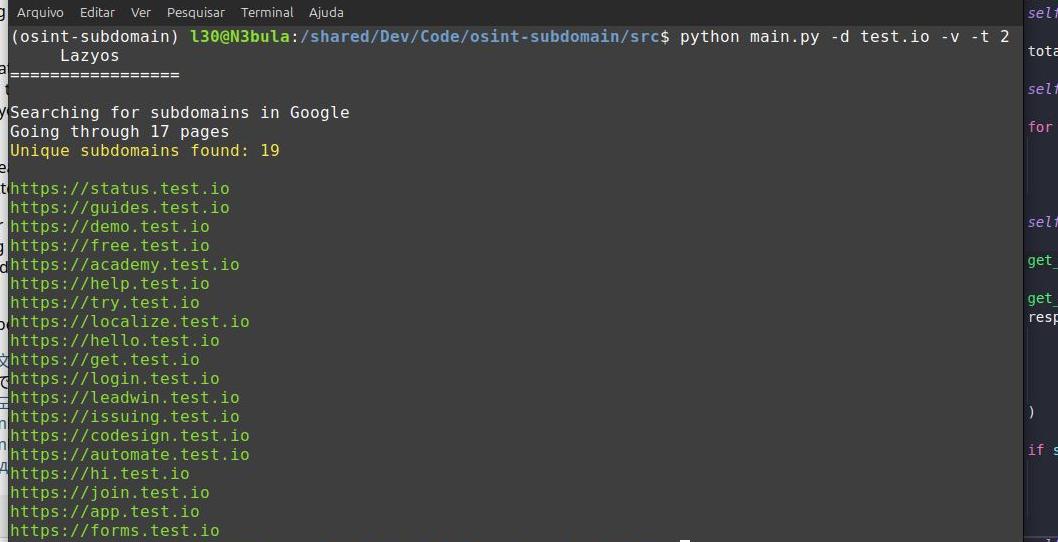 Arquivo Editar Ver Pesquisar Terminal Ajuda
(osint-subdomain) l30@N3bula:/shared/Dev/Code/osint-subdomain/src$ python main.py -d test.io -v -t 2
Lazyos
=================
Searching for subdomains in Google
Going through 17 pages
Unique subdomains found: 19
https://status.test.io
https://guides.test.io
https://demo.test.io
https://free.test.io
https://academy.test.io
https://help.test.io
https://try.test.io
https://localize.test.io
https://hello.test.io
https://get.test.io
https://login.test.io
https://leadwin.test.io
https://issuing.test.io
https://codesign.test.io
https://automate.test.io
https://hi.test.io
https://join.test.io
https://app.test.io
https://forms.test.io
self
tota
self
for
self
get_
get_
resp
)
if s